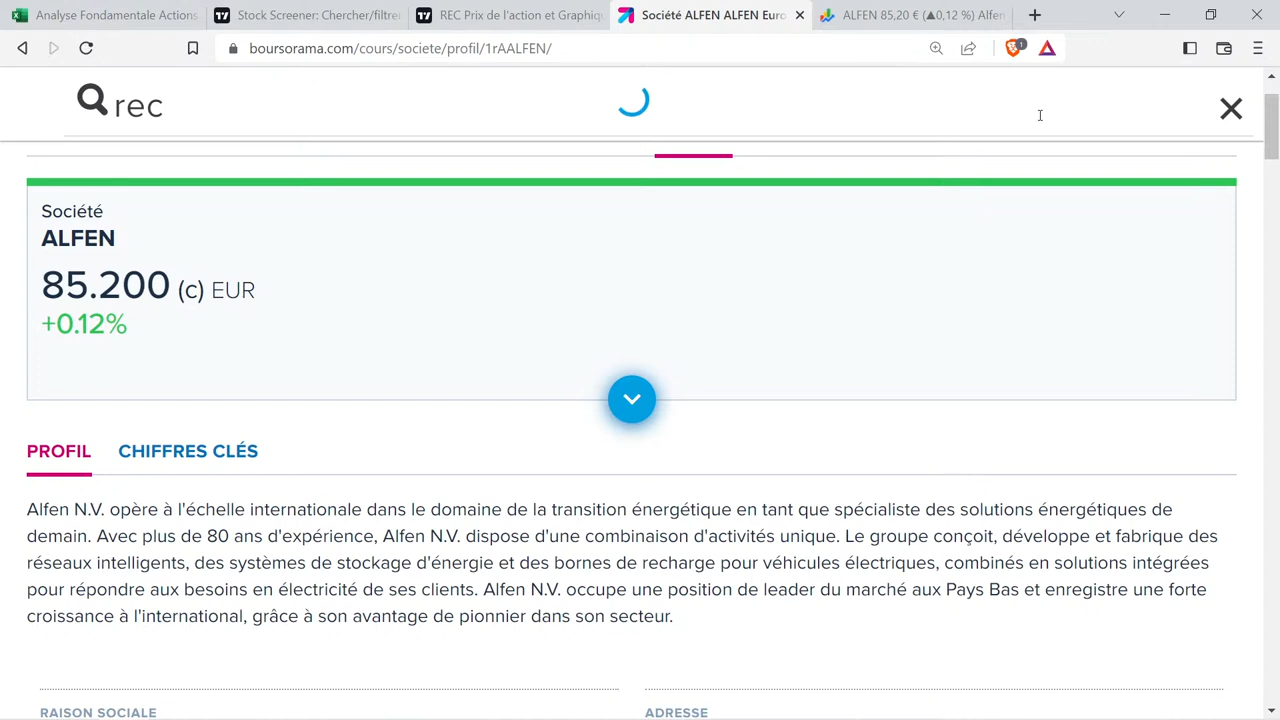 Analyse Fondamentale Actions
Stock Screener: Chercher/filtrer
REC Prix de l'action et Graphiqu
Société ALFEN ALFEN Euro
ALFEN 85,20 € (▲0,12 %) Alfen
boursorama.com/cours/societe/profil/1rAALFEN/
1
rec
Société
ALFEN
85.200 (c) EUR
+0.12%
PROFIL CHIFFRES CLÉS
Alfen N.V. opère à l'échelle internationale dans le domaine de la transition énergétique en tant que spécialiste des solutions énergétiques de
demain. Avec plus de 80 ans d'expérience, Alfen N.V. dispose d'une combinaison d'activités unique. Le groupe conçoit, développe et fabrique des
réseaux intelligents, des systèmes de stockage d'énergie et des bornes de recharge pour véhicules électriques, combinés en solutions intégrées
pour répondre aux besoins en électricité de ses clients. Alfen N.V. occupe une position de leader du marché aux Pays Bas et enregistre une forte
croissance à l'international, grâce à son avantage de pionnier dans son secteur.
RAISON SOCIALE
ADRESSE